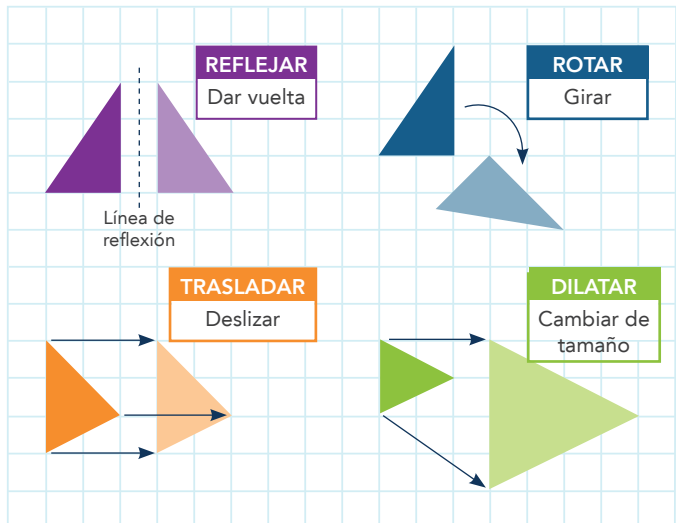 REFLEJAR
Dar vuelta
Línea de
reflexión
ROTAR
Girar
TRASLADAR
Deslizar
DILATAR
Cambiar de
tamaño